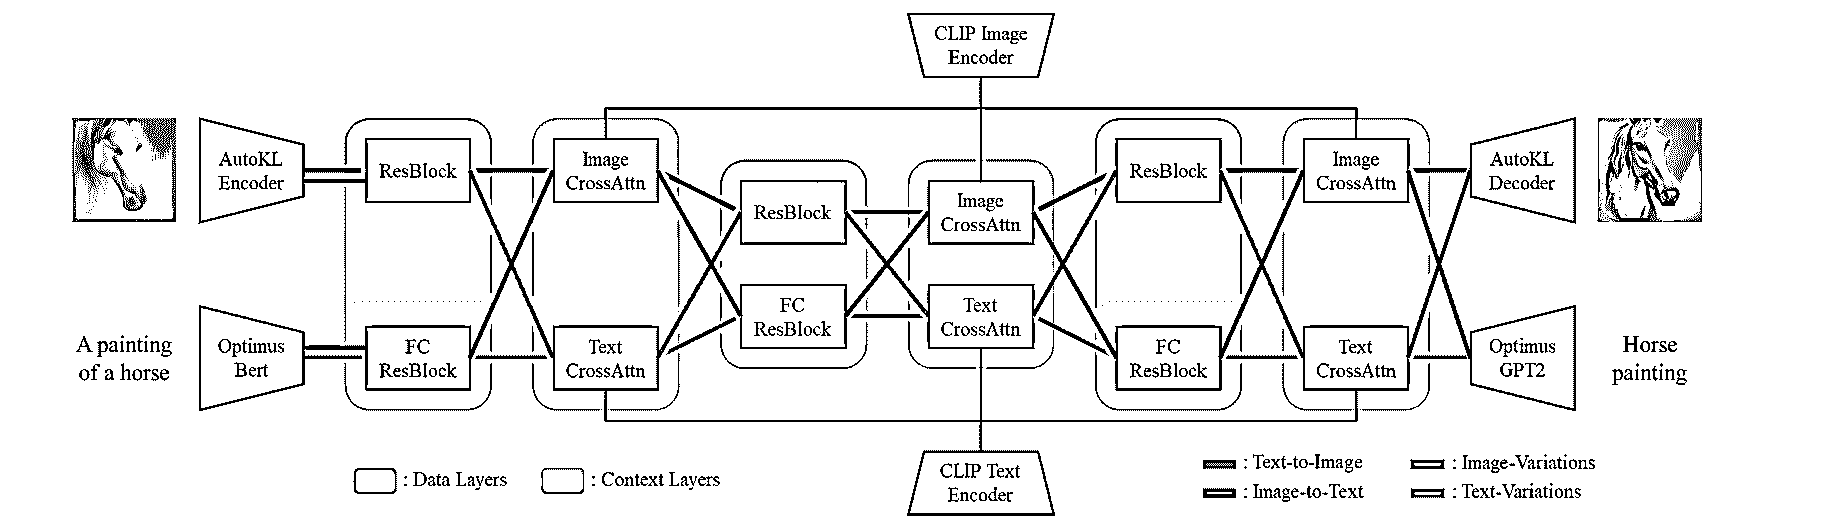 CLIP Image
Encoder
AutoKL
Encoder
ResBlock
Image
CrossAttn
ResBlock
Image
CrossAttn
ResBlock
Image
CrossAttn
AutoKL
Decoder
A painting
of a horse
Optimus
Bert
FC
ResBlock
Text
CrossAttn
FC
ResBlock
Text
CrossAttn
FC
ResBlock
Text
CrossAttn
Optimus
GPT2
Horse
painting
CLIP Text
Encoder
: Data Layers
: Context Layers
: Text-to-Image
: Image-Variations
: Image-to-Text
: Text-Variations